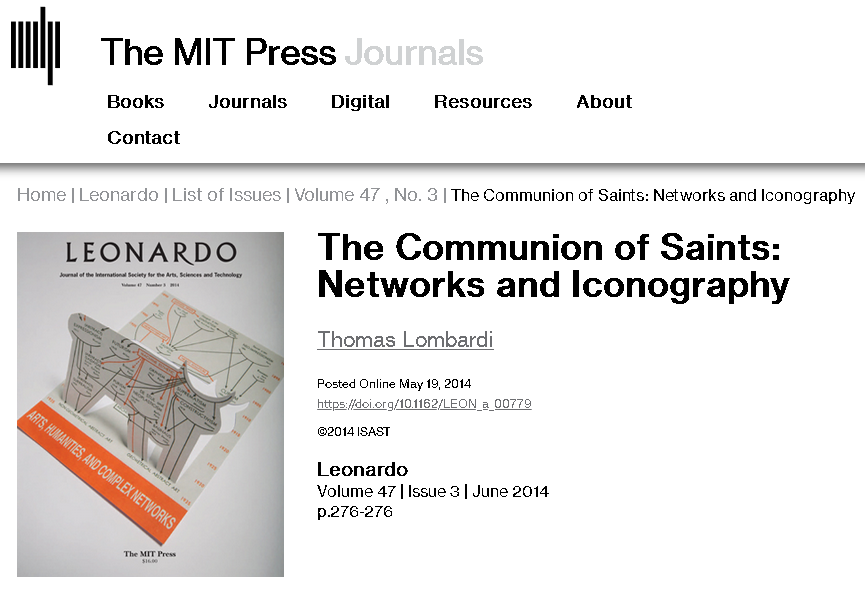 The MIT Press Journals
Books Journals Digital Resources About
Contact
Home | Leonardo | List of Issues | Volume 47 , No. 3 | The Communion of Saints: Networks and Iconography
LEONARDO
Journal of the International Society for the Arts, Sciences and Technology
Volume 47 Number 3 2014
ARTS, HUMANITIES, AND COMPLEX NETWORKS
The MIT Press
$16.00
The Communion of Saints:
Networks and Iconography
Thomas Lombardi
Posted Online May 19, 2014
https://doi.org/10.1162/LEON_a_00779
©2014 ISAST
Leonardo
Volume 47 | Issue 3 | June 2014
p.276-276